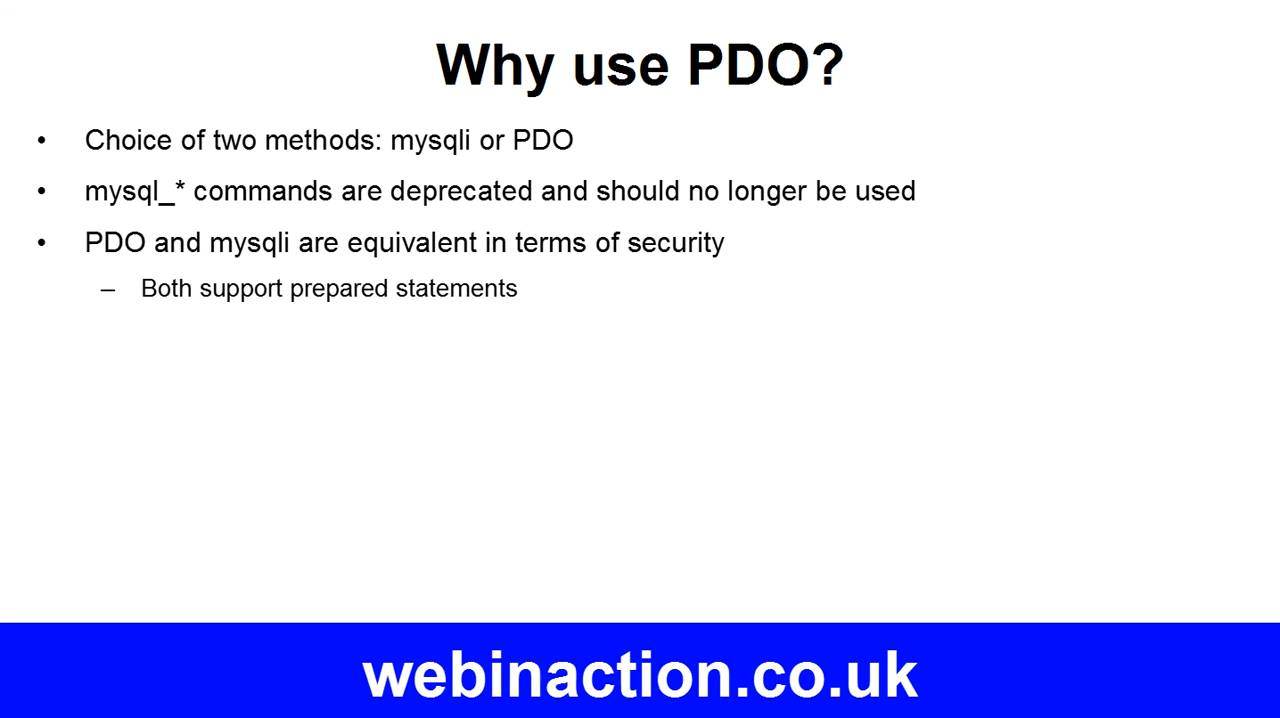 Why use PDO?
• Choice of two methods: mysqli or PDO
• mysql_* commands are deprecated and should no longer be used
• PDO and mysqli are equivalent in terms of security
– Both support prepared statements
webinaction.co.uk